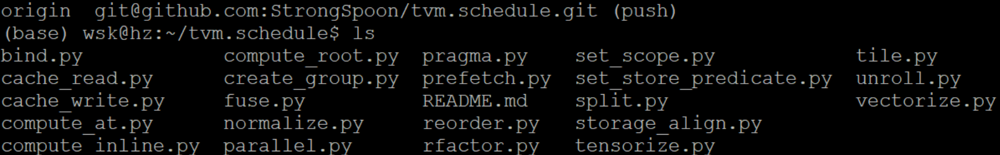 origin  git@github.com:StrongSpoon/tvm.schedule.git (push)
(base) wsk@hz:~/tvm.schedule$ ls
bind.py            compute_root.py  pragma.py    set_scope.py            tile.py
cache_read.py      create_group.py  prefetch.py  set_store_predicate.py  unroll.py
cache_write.py     fuse.py          README.md    split.py                vectorize.py
compute_at.py      normalize.py     reorder.py   storage_align.py
compute_inline.py  parallel.py      rfactor.py   tensorize.py